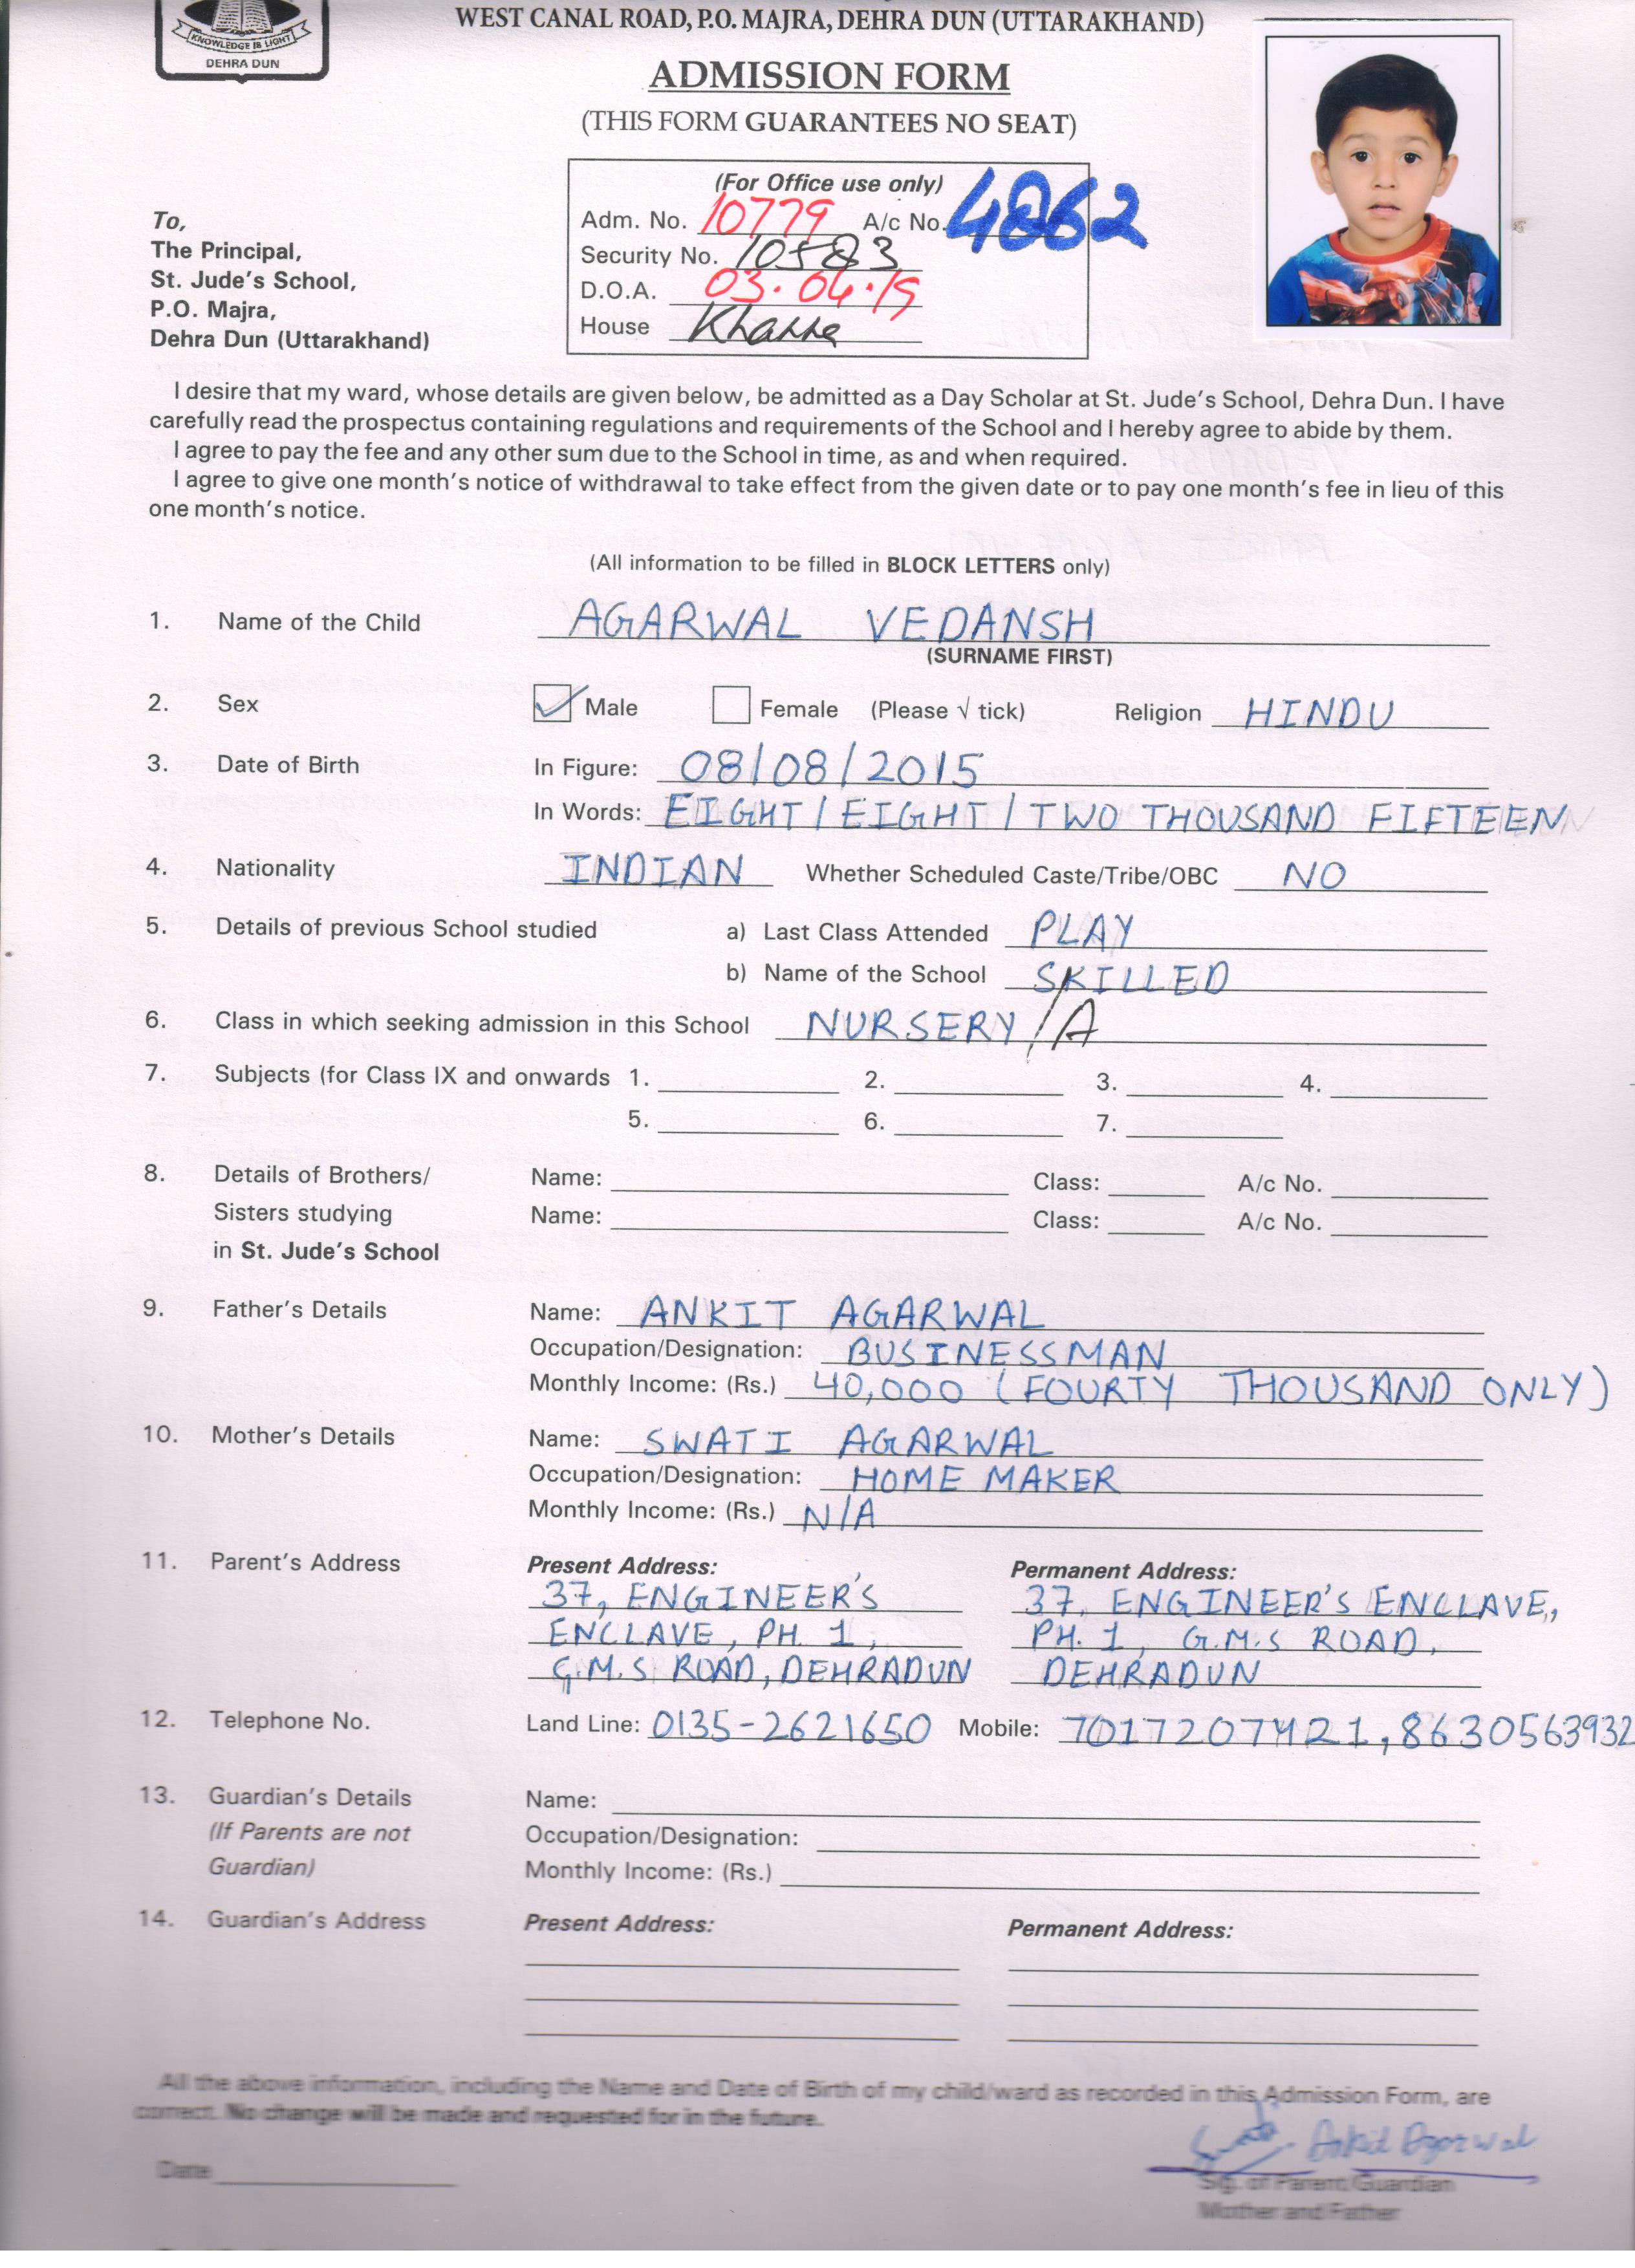 KNOWLEDGE IS LIGHT
DEHRA DUN
WEST CANAL ROAD, P.O. MAJRA, DEHRA DUN (UTTARAKHAND)
ADMISSION FORM
(THIS FORM GUARANTEES NO SEAT)
(For Office use only)
Adm. No. 10779 A/c No. 4862
Security No. 10583
D.O.A. 03.04.19
House
To,
The Principal,
St. Jude's School,
P.O. Majra,
Dehra Dun (Uttarakhand)
I desire that my ward, whose details are given below, be admitted as a Day Scholar at St. Jude's School, Dehra Dun. I have
carefully read the prospectus containing regulations and requirements of the School and I hereby agree to abide by them.
I agree to pay the fee and any other sum due to the School in time, as and when required.
I agree to give one month's notice of withdrawal to take effect from the given date or to pay one month's fee in lieu of this
one month's notice.
(All information to be filled in BLOCK LETTERS only)
1. Name of the Child AGARWAL VEDANSH
(SURNAME FIRST)
2. Sex Male Female (Please √ tick) Religion HINDU
3. Date of Birth In Figure: 08/08/2015
In Words: EIGHT / EIGHT / TWO THOUSAND FIFTEEN
4. Nationality INDIAN Whether Scheduled Caste/Tribe/OBC NO
5. Details of previous School studied a) Last Class Attended PLAY
b) Name of the School SKILLED
6. Class in which seeking admission in this School NURSERY /A
7. Subjects (for Class IX and onwards 1. 2. 3. 4.
5. 6. 7.
8. Details of Brothers/ Name: Class: A/c No.
Sisters studying Name: Class: A/c No.
in St. Jude's School
9. Father's Details Name: ANKIT AGARWAL
Occupation/Designation: BUSINESSMAN
Monthly Income: (Rs.) 40,000 (FOURTY THOUSAND ONLY)
10. Mother's Details Name: SWATI AGARWAL
Occupation/Designation: HOME MAKER
Monthly Income: (Rs.) N/A
11. Parent's Address Present Address: Permanent Address:
37, ENGINEER'S 37, ENGINEER'S ENCLAVE,
ENCLAVE, PH. 1, PH. 1, G.M.S ROAD,
G.M.S ROAD, DEHRADUN DEHRADUN
12. Telephone No. Land Line: 0135-2621650 Mobile: 7017207421, 8630563932
13. Guardian's Details Name:
(If Parents are not Occupation/Designation:
Guardian) Monthly Income: (Rs.)
14. Guardian's Address Present Address: Permanent Address:
All the above information, including the Name and Date of Birth of my child/ward as recorded in this Admission Form, are
correct. No change will be made and requested for in the future.
Swati Ankit Agarwal
Date Sig. of Parent/Guardian
Mother and Father